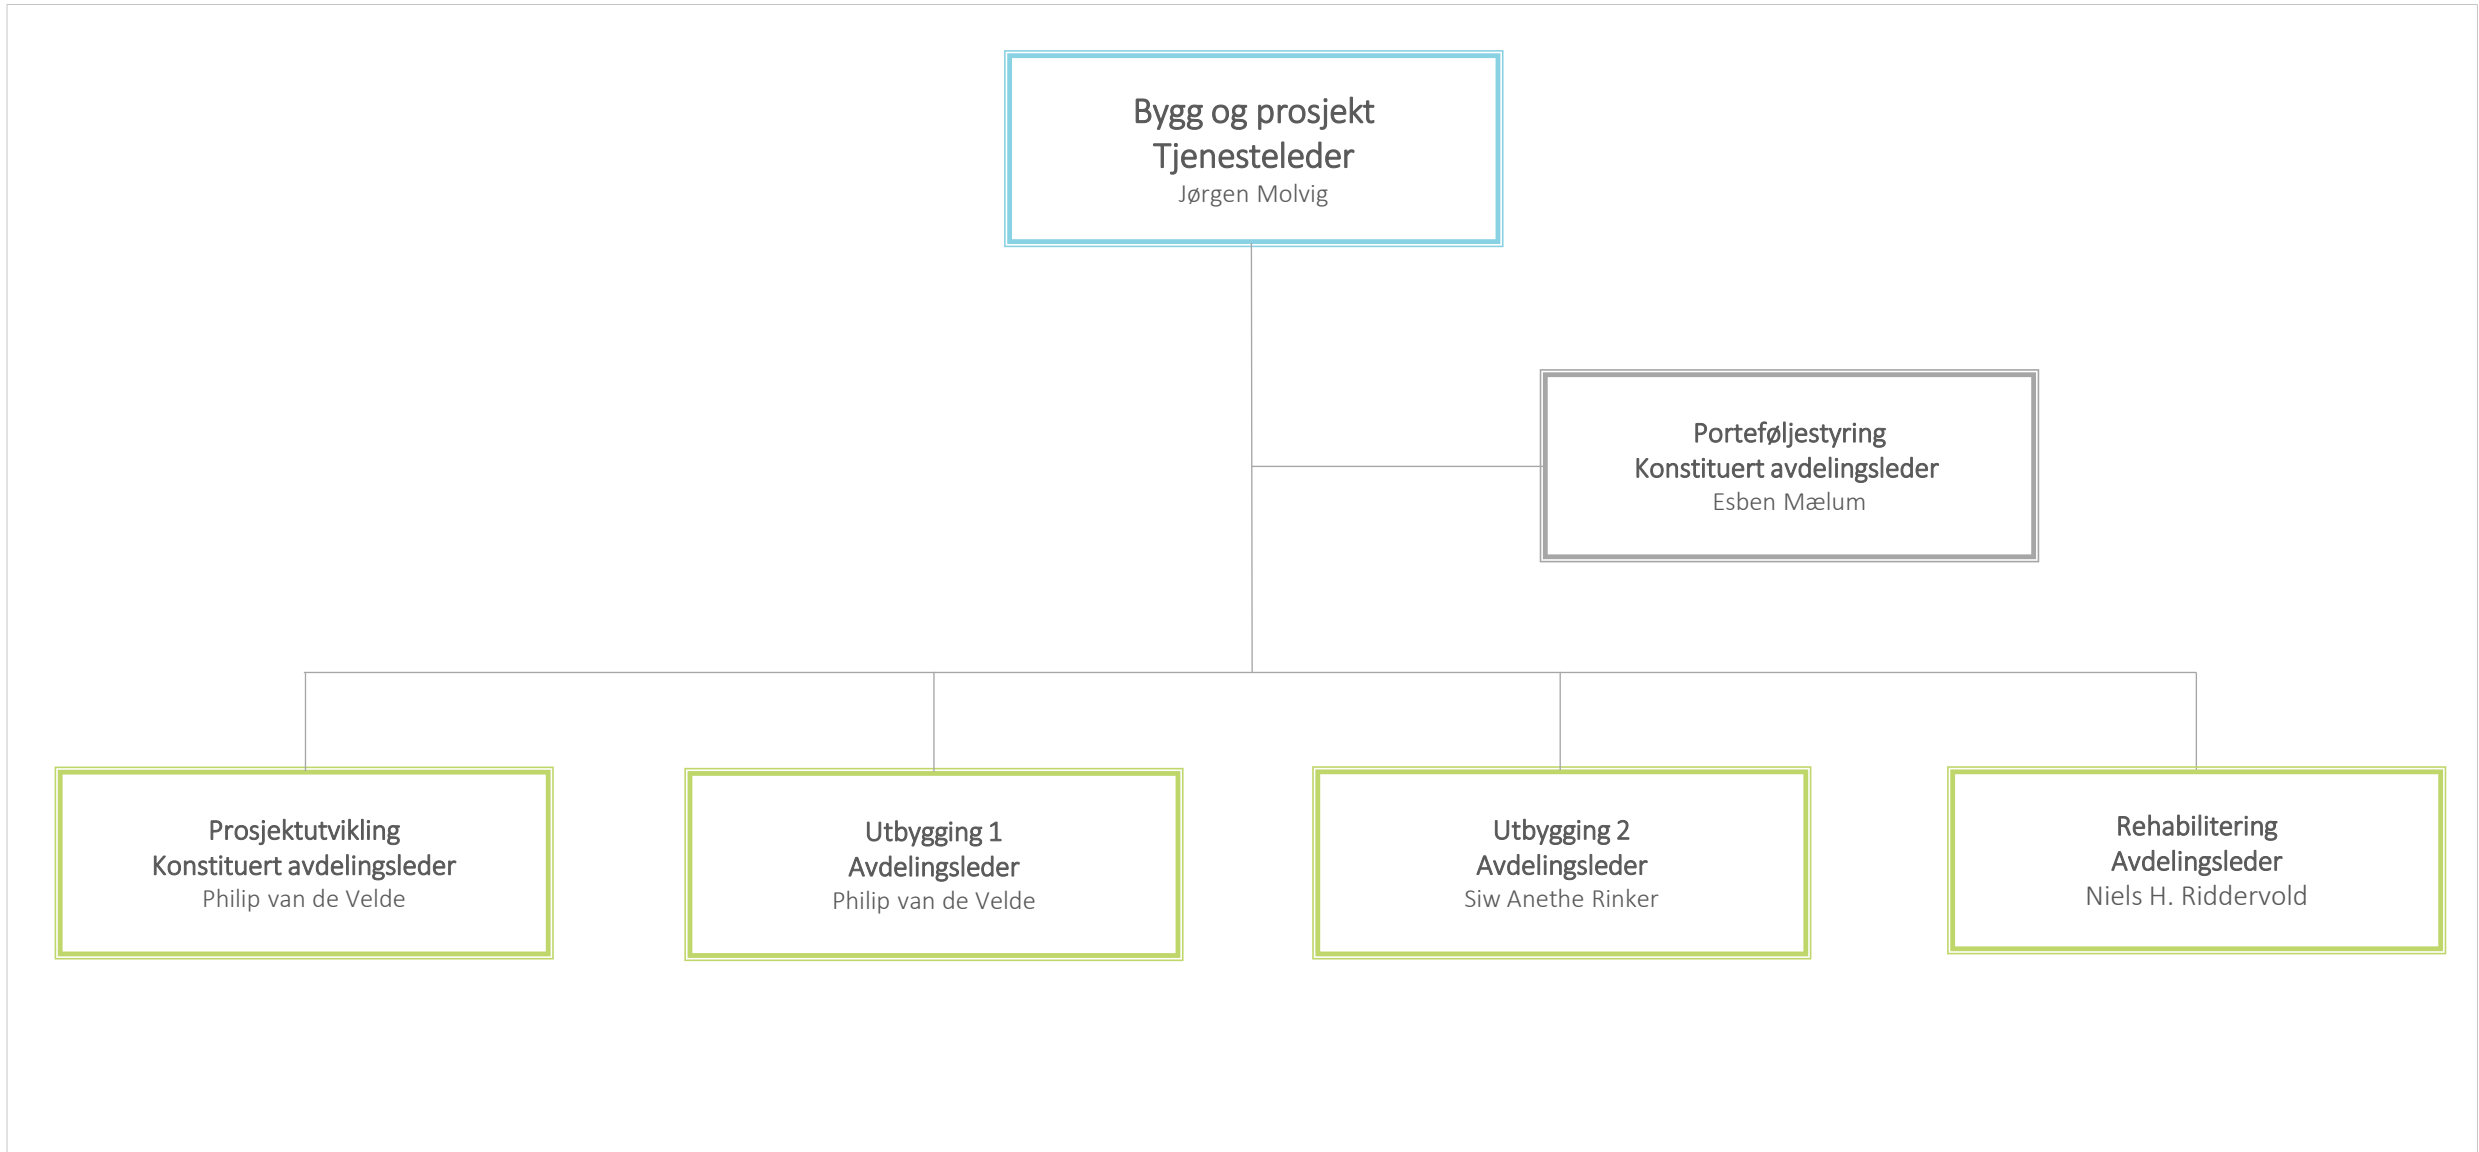 Bygg og prosjekt
Tjenesteleder
Jørgen Molvig
Porteføljestyring
Konstituert avdelingsleder
Esben Mælum
Prosjektutvikling
Konstituert avdelingsleder
Philip van de Velde
Utbygging 1
Avdelingsleder
Philip van de Velde
Utbygging 2
Avdelingsleder
Siw Anethe Rinker
Rehabilitering
Avdelingsleder
Niels H. Riddervold